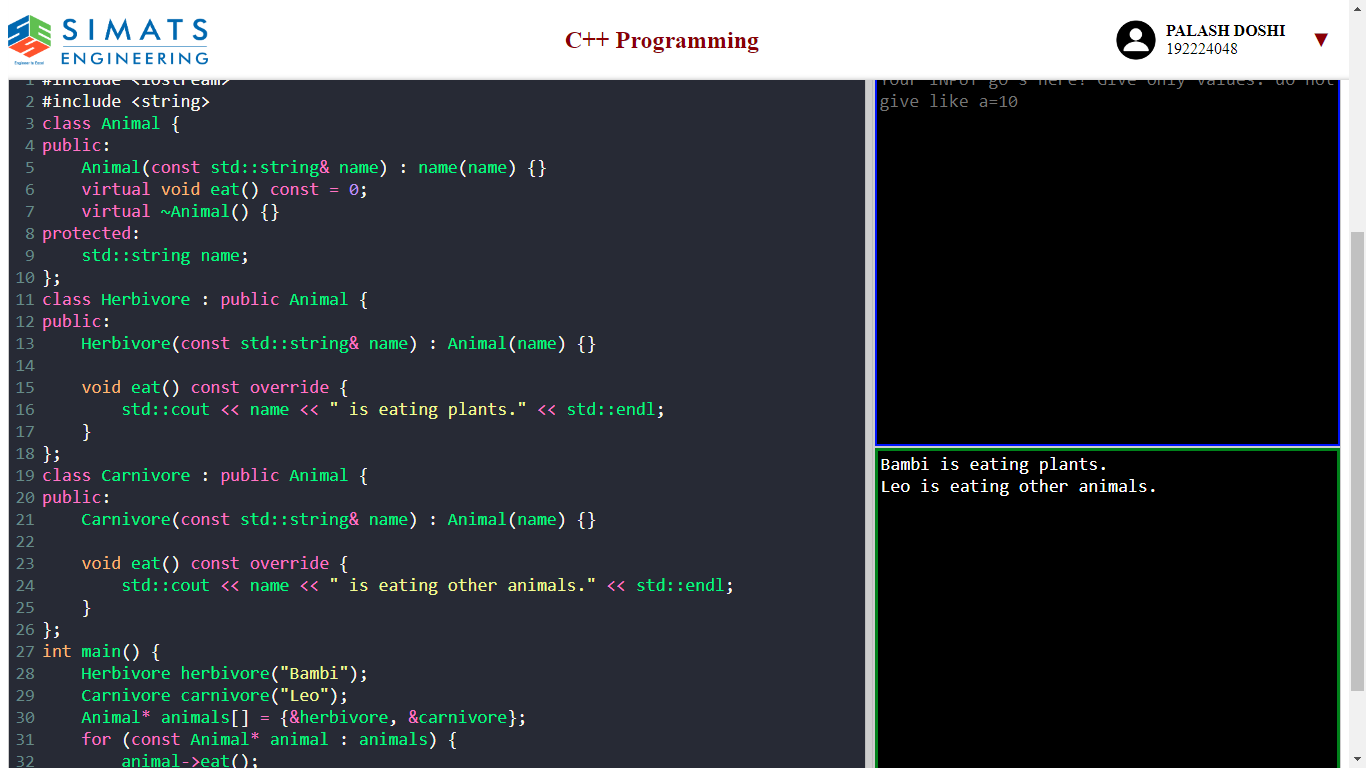 SIMATS
ENGINEERING
Engineer to Excel
C++ Programming
PALASH DOSHI
192224048
▼
1 #include <iostream>
2 #include <string>
3 class Animal {
4 public:
5     Animal(const std::string& name) : name(name) {}
6     virtual void eat() const = 0;
7     virtual ~Animal() {}
8 protected:
9     std::string name;
10 };
11 class Herbivore : public Animal {
12 public:
13     Herbivore(const std::string& name) : Animal(name) {}
14
15     void eat() const override {
16         std::cout << name << " is eating plants." << std::endl;
17     }
18 };
19 class Carnivore : public Animal {
20 public:
21     Carnivore(const std::string& name) : Animal(name) {}
22
23     void eat() const override {
24         std::cout << name << " is eating other animals." << std::endl;
25     }
26 };
27 int main() {
28     Herbivore herbivore("Bambi");
29     Carnivore carnivore("Leo");
30     Animal* animals[] = {&herbivore, &carnivore};
31     for (const Animal* animal : animals) {
32         animal->eat();
Your INPUT go's here! Give only values. do not
give like a=10
Bambi is eating plants.
Leo is eating other animals.